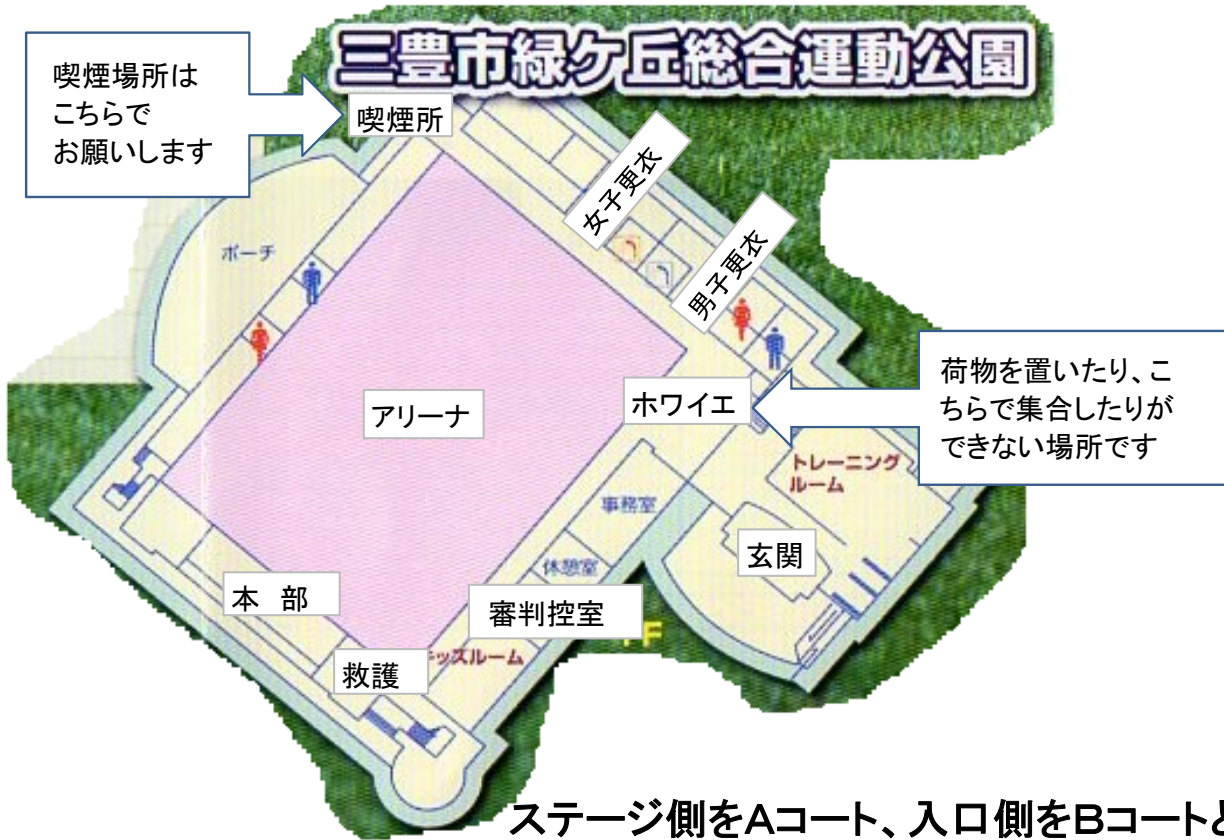 三豊市緑ケ丘総合運動公園
喫煙場所は
こちらで
お願いします
喫煙所
女子更衣
男子更衣
ポーチ
アリーナ
ホワイエ
荷物を置いたり、こ
ちらで集合したりが
できない場所です
トレーニング
ルーム
事務室
玄関
休憩室
本 部
審判控室
ッズルーム
救護
F
ステージ側をAコート、入口側をBコートと